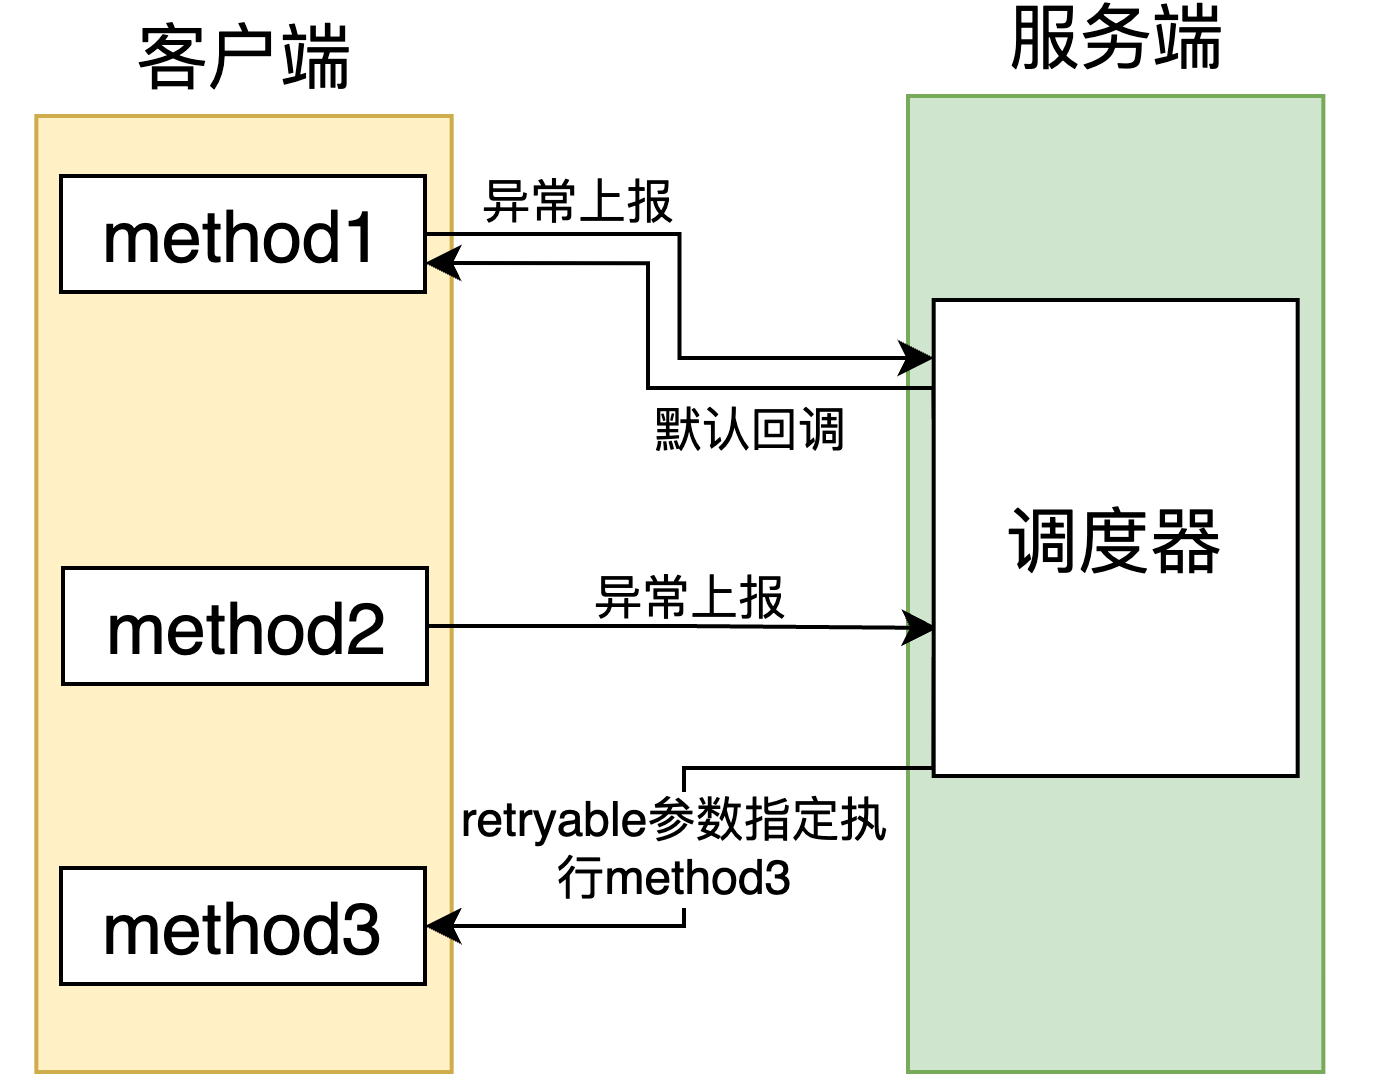 客户端
服务端
method1
异常上报
默认回调
调度器
method2
异常上报
retryable参数指定执
行method3
method3